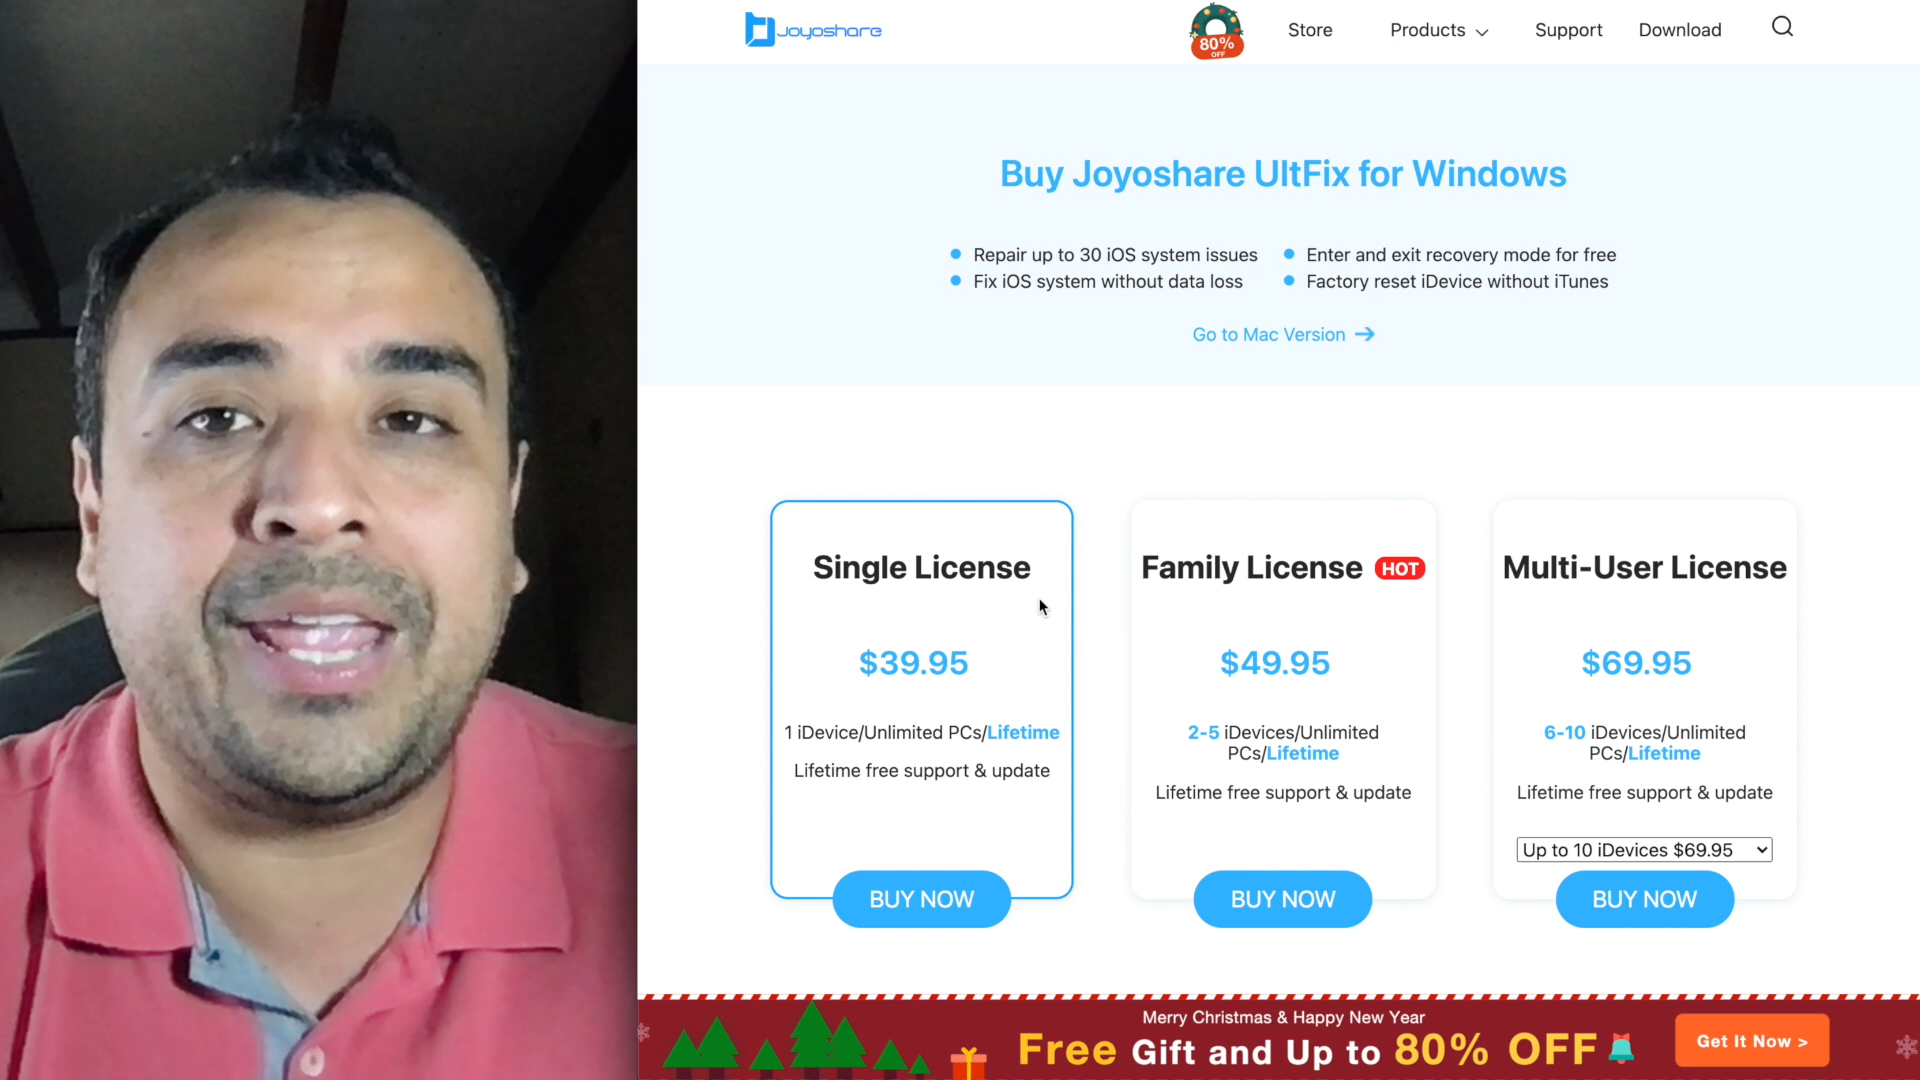 Joyoshare
80%
OFF
Store
Products
Support
Download
Buy Joyoshare UltFix for Windows
Repair up to 30 iOS system issues
Enter and exit recovery mode for free
Fix iOS system without data loss
Factory reset iDevice without iTunes
Go to Mac Version
Single License
$39.95
1 iDevice/Unlimited PCs/Lifetime
Lifetime free support & update
BUY NOW
Family License HOT
$49.95
2-5 iDevices/Unlimited
PCs/Lifetime
Lifetime free support & update
BUY NOW
Multi-User License
$69.95
6-10 iDevices/Unlimited
PCs/Lifetime
Lifetime free support & update
Up to 10 iDevices $69.95
BUY NOW
Merry Christmas & Happy New Year
Free Gift and Up to 80% OFF
Get It Now >